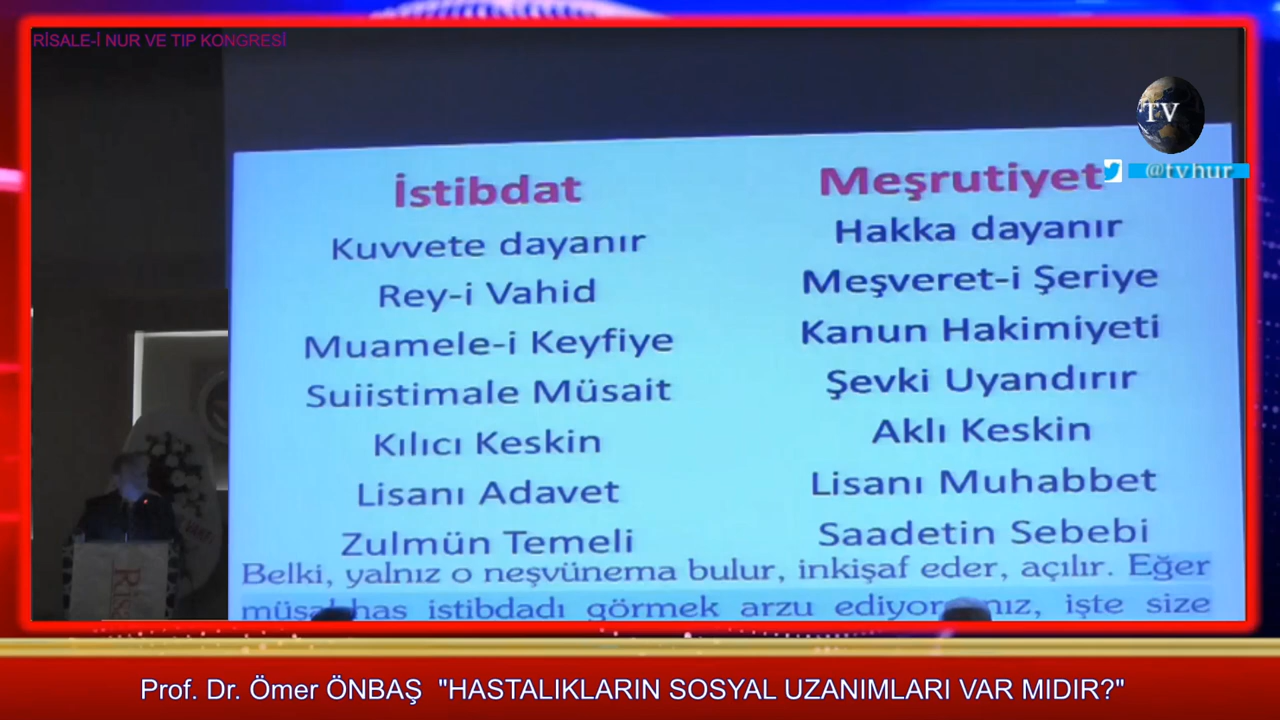 RİSALE-İ NUR VE TIP KONGRESİ
TV
@tvhur
İstibdat
Meşrutiyet
Kuvvete dayanır
Hakka dayanır
Rey-i Vahid
Meşveret-i Şeriye
Muamele-i Keyfiye
Kanun Hakimiyeti
Suiistimale Müsait
Şevki Uyandırır
Kılıcı Keskin
Aklı Keskin
Lisanı Adavet
Lisanı Muhabbet
Zulmün Temeli
Saadetin Sebebi
Belki, yalnız o neşvünema bulur, inkişaf eder, açılır. Eğer
istibdadı görmek arzu işte size
Prof. Dr. Ömer ÖNBAŞ "HASTALIKLARIN SOSYAL UZANIMLARI VAR MIDIR?"